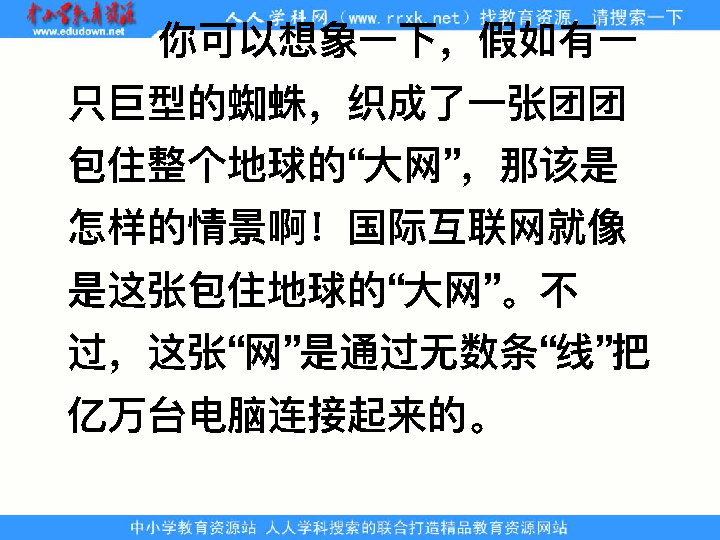 中小学教育资源
www.edudown.net
人人学科网（www.rrxk.net）找教育资源，请搜索一下
你可以想象一下，假如有一
只巨型的蜘蛛，织成了一张团团
包住整个地球的“大网”，那该是
怎样的情景啊！国际互联网就像
是这张包住地球的“大网”。不
过，这张“网”是通过无数条“线”把
亿万台电脑连接起来的。
中小学教育资源站 人人学科搜索的联合打造精品教育资源网站